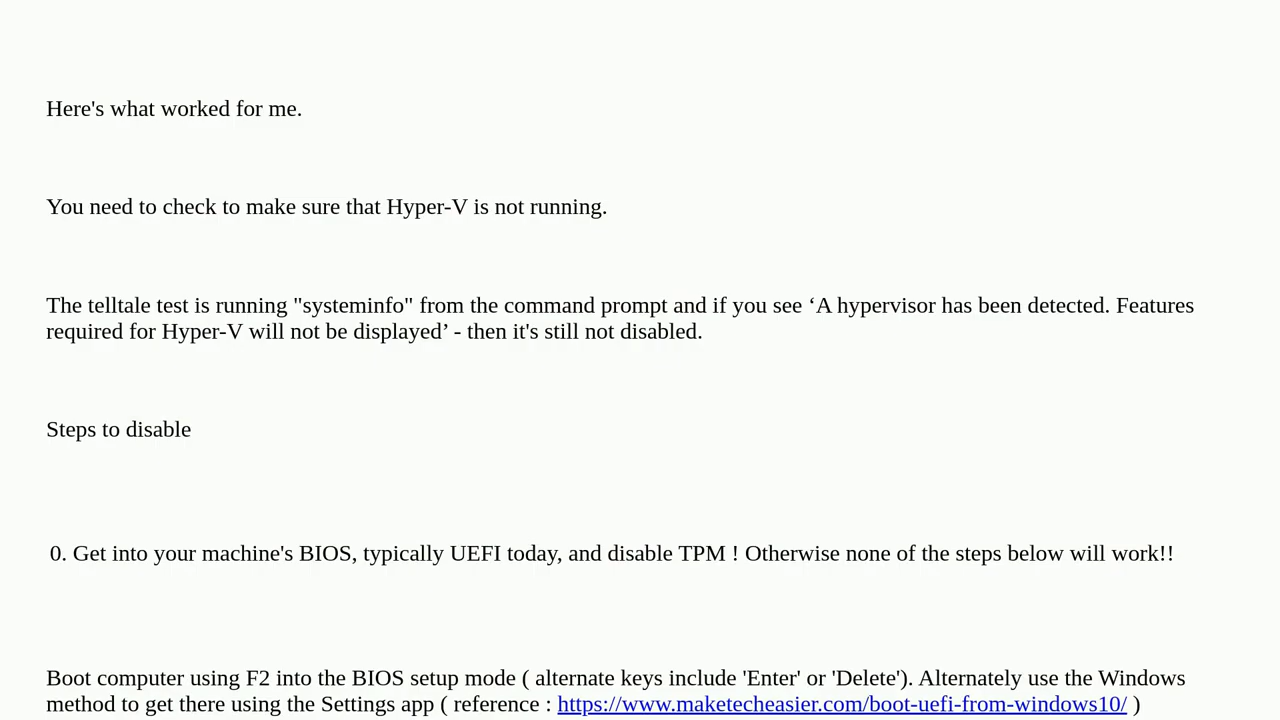 Here's what worked for me.
You need to check to make sure that Hyper-V is not running.
The telltale test is running "systeminfo" from the command prompt and if you see ‘A hypervisor has been detected. Features
required for Hyper-V will not be displayed’ - then it's still not disabled.
Steps to disable
0. Get into your machine's BIOS, typically UEFI today, and disable TPM ! Otherwise none of the steps below will work!!
Boot computer using F2 into the BIOS setup mode ( alternate keys include 'Enter' or 'Delete'). Alternately use the Windows
method to get there using the Settings app ( reference : https://www.maketecheasier.com/boot-uefi-from-windows10/ )